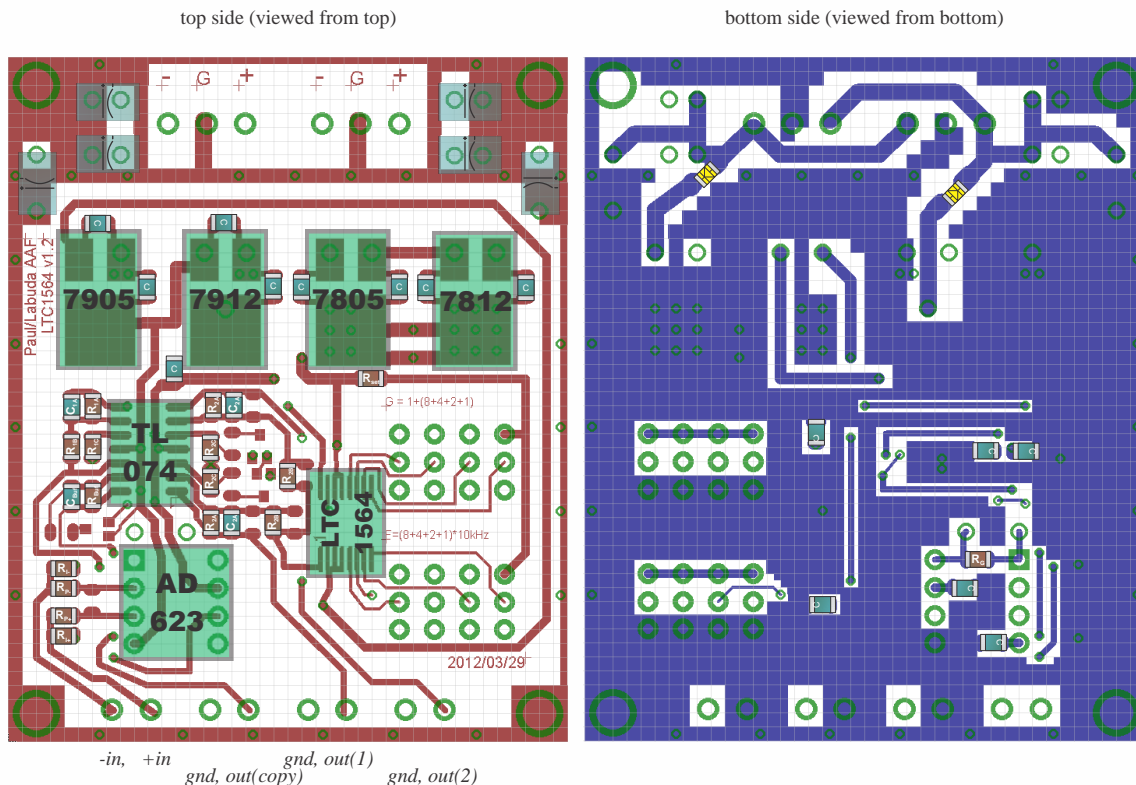 top side (viewed from top)
bottom side (viewed from bottom)
- G + - G +
Paul/Labuda AAF
LTC1564 v1.2
C C
7905 C 7912 C 7805 C C 7812 C
C
Rset
G = 1+(8+4+2+1)
TL
074
LTC
1564
F=(8+4+2+1)*10kHz
AD
623
2012/03/29
-in, +in gnd, out(1)
gnd, out(copy) gnd, out(2)
C
C C
RG
C
C
C